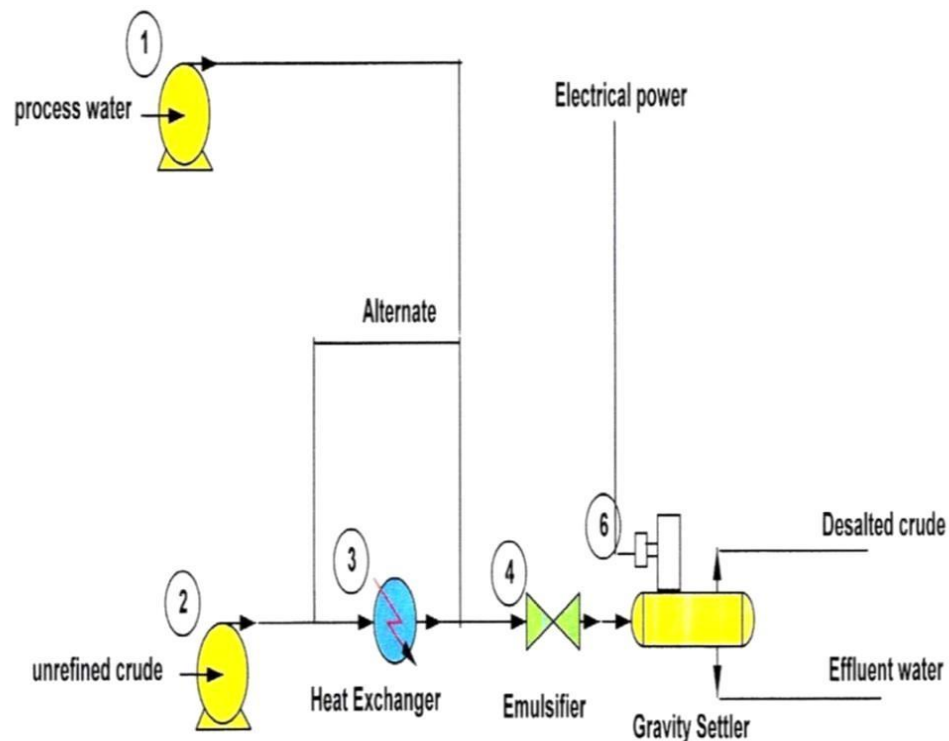 1
process water
Electrical power
Alternate
6
Desalted crude
3
4
2
unrefined crude
Effluent water
Heat Exchanger
Emulsifier
Gravity Settler